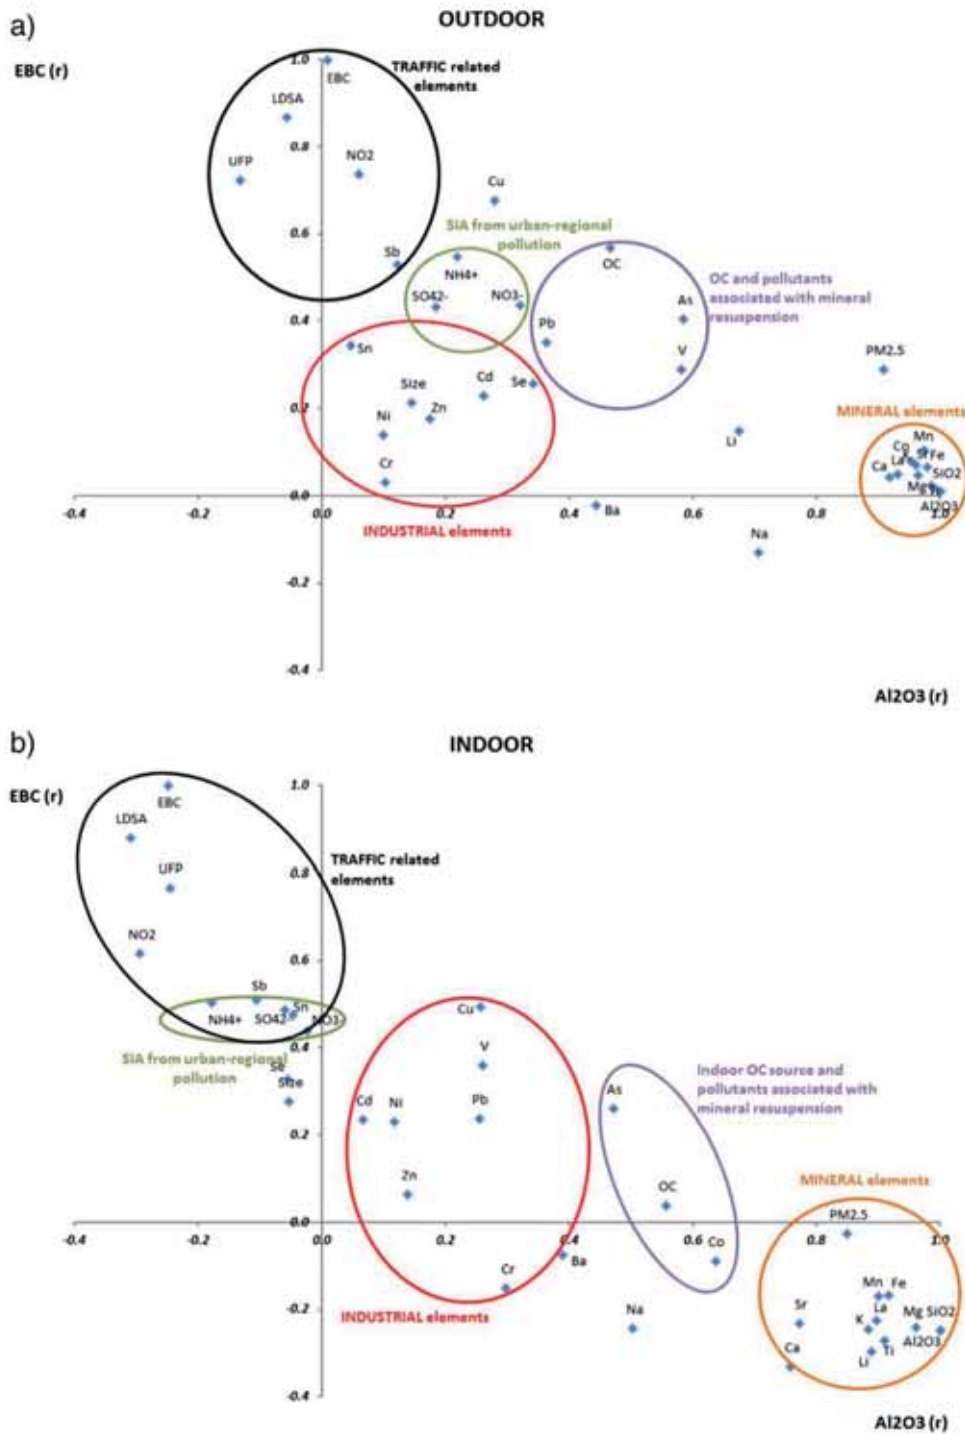 a)
OUTDOOR
EBC (r)
1.0
EBC
TRAFFIC related
elements
LDSA
0.8
UFP
NO2
Cu
0.6
SIA from urban-regional
pollution
Sb
NH4+
OC
OC and pollutants
associated with mineral
resuspension
SO42-
NO3-
As
0.4
Pb
Sn
V
PM2.5
Size
Cd
Se
0.2
Zn
Ni
MINERAL elements
Li
Mn
Co
K
Sr
Fe
Cr
Ca
La
SiO2
Mg
Ti
Al2O3
0.0
0.0
0.2
0.4
0.6
0.8
1.0
Ba
INDUSTRIAL elements
Na
-0.2
-0.4
Al2O3 (r)
b)
INDOOR
EBC (r)
1.0
EBC
LDSA
TRAFFIC related
elements
UFP
0.8
NO2
0.6
Sb
Sn
NH4+
SO42-
NO3-
Cu
0.4
SIA from urban-regional
pollution
Se
Size
V
As
Indoor OC source and
pollutants associated with
mineral resuspension
Cd
Ni
Pb
0.2
Zn
OC
MINERAL elements
PM2.5
-0.4
-0.2
0.0
0.0
0.2
0.4
0.6
0.8
1.0
Co
Ba
Cr
Mn
Fe
INDUSTRIAL elements
Na
Sr
La
K
Mg
SiO2
-0.2
Ca
Li
Ti
Al2O3
-0.4
Al2O3 (r)